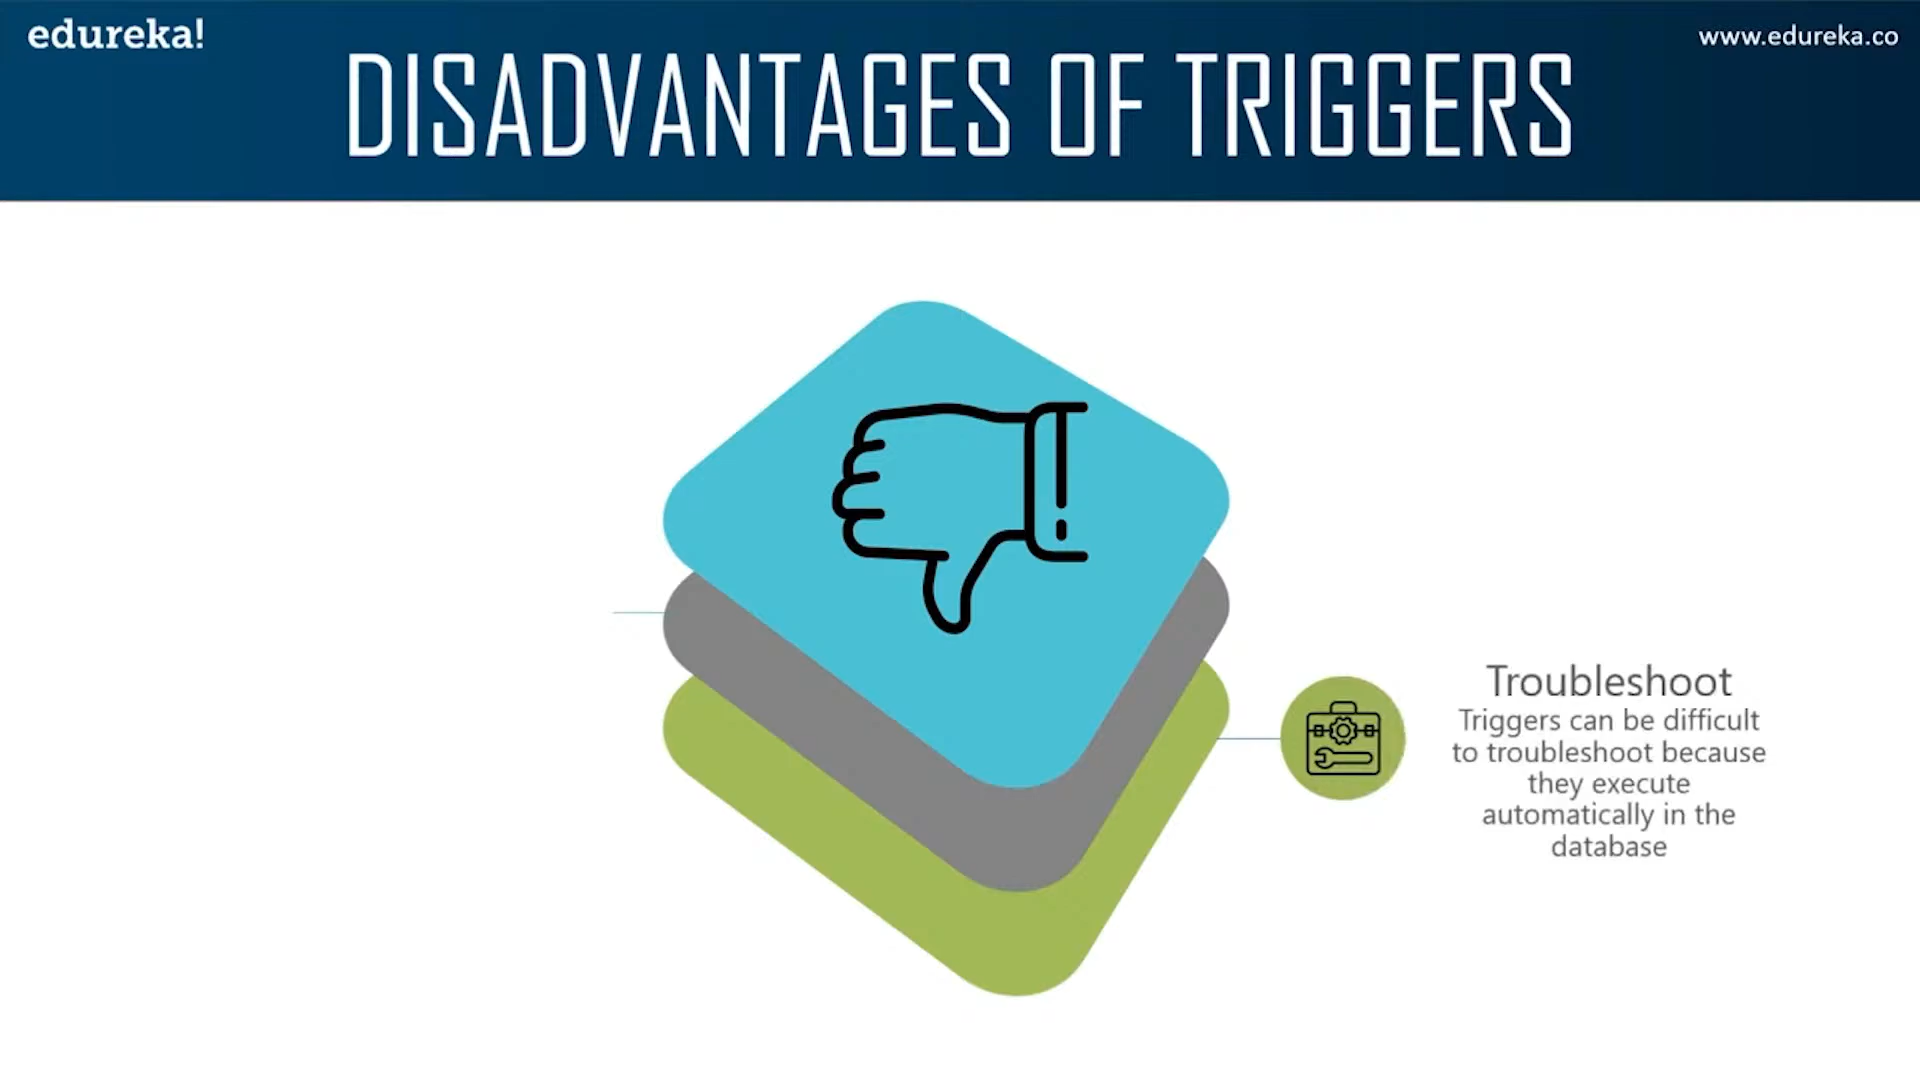 edureka!
www.edureka.co
DISADVANTAGES OF TRIGGERS
Troubleshoot
Triggers can be difficult
to troubleshoot because
they execute
automatically in the
database